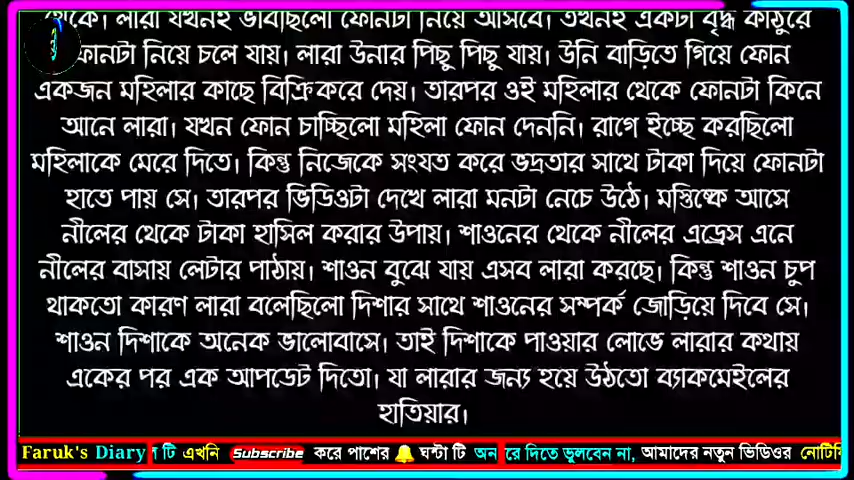 থেকে। লারা যখনই ভাবছিলো ফোনটা নিয়ে আসবে। তখনই একটা বৃদ্ধ কাঠুরে
ফোনটা নিয়ে চলে যায়। লারা উনার পিছু পিছু যায়। উনি বাড়িতে গিয়ে ফোন
একজন মহিলার কাছে বিক্রি করে দেয়। তারপর ওই মহিলার থেকে ফোনটা কিনে
আনে লারা। যখন ফোন চাচ্ছিলো মহিলা ফোন দেননি। রাগে ইচ্ছে করছিলো
মহিলাকে মেরে দিতে। কিন্তু নিজেকে সংযত করে ভদ্রতার সাথে টাকা দিয়ে ফোনটা
হাতে পায় সে। তারপর ভিডিওটা দেখে লারা মনটা নেচে উঠে। মস্তিষ্কে আসে
নীলের থেকে টাকা হাসিল করার উপায়। শাওনের থেকে নীলের এড্রেস এনে
নীলের বাসায় লেটার পাঠায়। শাওন বুঝে যায় এসব লারা করছে। কিন্তু শাওন চুপ
থাকতো কারণ লারা বলেছিলো দিশার সাথে শাওনের সম্পর্ক জোড়িয়ে দিবে সে।
শাওন দিশাকে অনেক ভালোবাসে। তাই দিশাকে পাওয়ার লোভে লারার কথায়
একের পর এক আপডেট দিতো। যা লারার জন্য হয়ে উঠতো ব্যাকমেইলের
হাতিয়ার।
Faruk's Diary টি এখনি Subscribe করে পাশের 🔔 ঘন্টা টি অন রে দিতে ভুলবেন না, আমাদের নতুন ভিডিওর নোটি